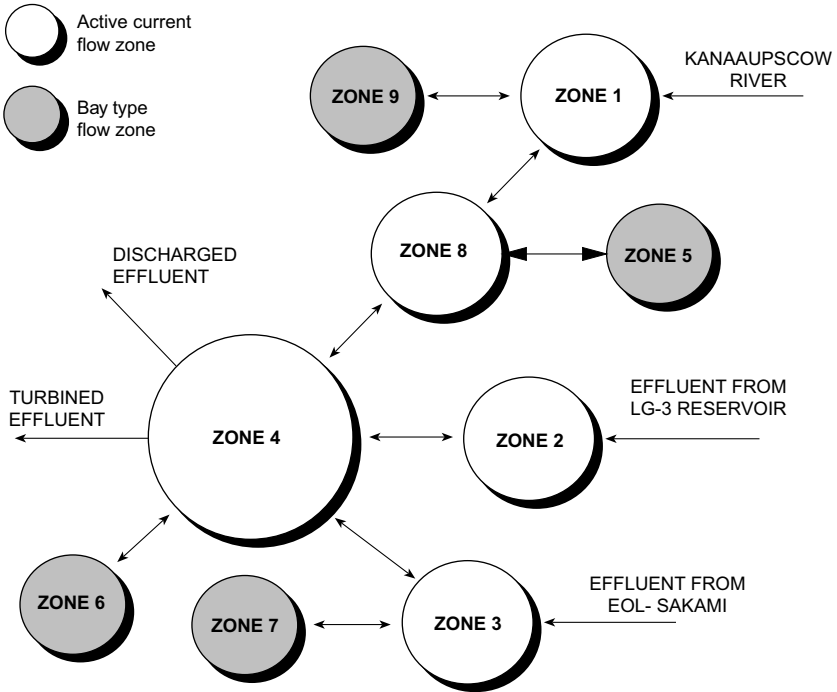 Active current
flow zone
Bay type
flow zone
KANAAUPSCOW
RIVER
ZONE 9
ZONE 1
ZONE 8
ZONE 5
DISCHARGED
EFFLUENT
TURBINED
EFFLUENT
ZONE 4
ZONE 2
EFFLUENT FROM
LG-3 RESERVOIR
ZONE 6
ZONE 7
ZONE 3
EFFLUENT FROM
EOL- SAKAMI